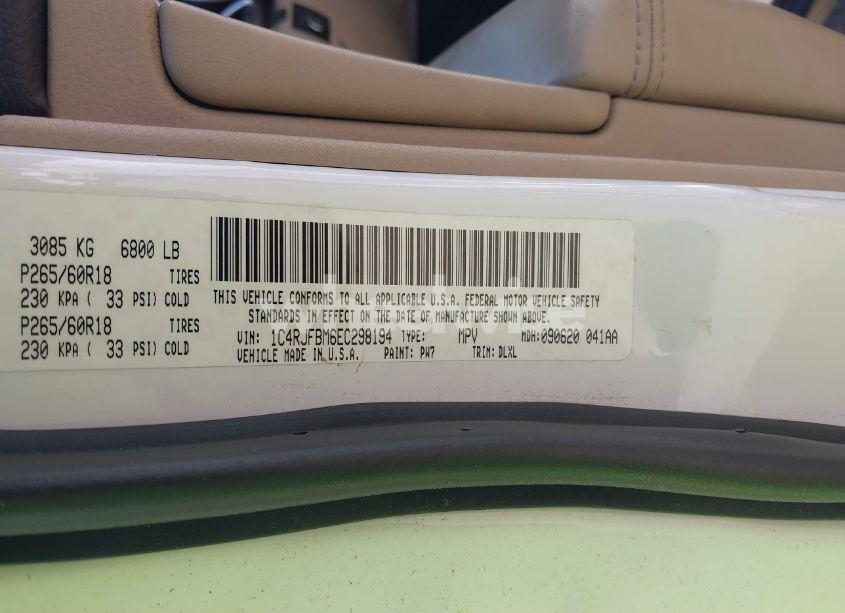 3085 KG 6800 LB
P265/60R18 TIRES
230 KPA ( 33 PSI) COLD
P265/60R18 TIRES
230 KPA ( 33 PSI) COLD
THIS VEHICLE CONFORMS TO ALL APPLICABLE U.S.A. FEDERAL MOTOR VEHICLE SAFETY
STANDARDS IN EFFECT ON THE DATE OF MANUFACTURE SHOWN ABOVE.
VIN: 1C4RJFBM6EC298194 TYPE: MPV MDH: 090620 041AA
VEHICLE MADE IN U.S.A. PAINT: PW7 TRIM: DLXL